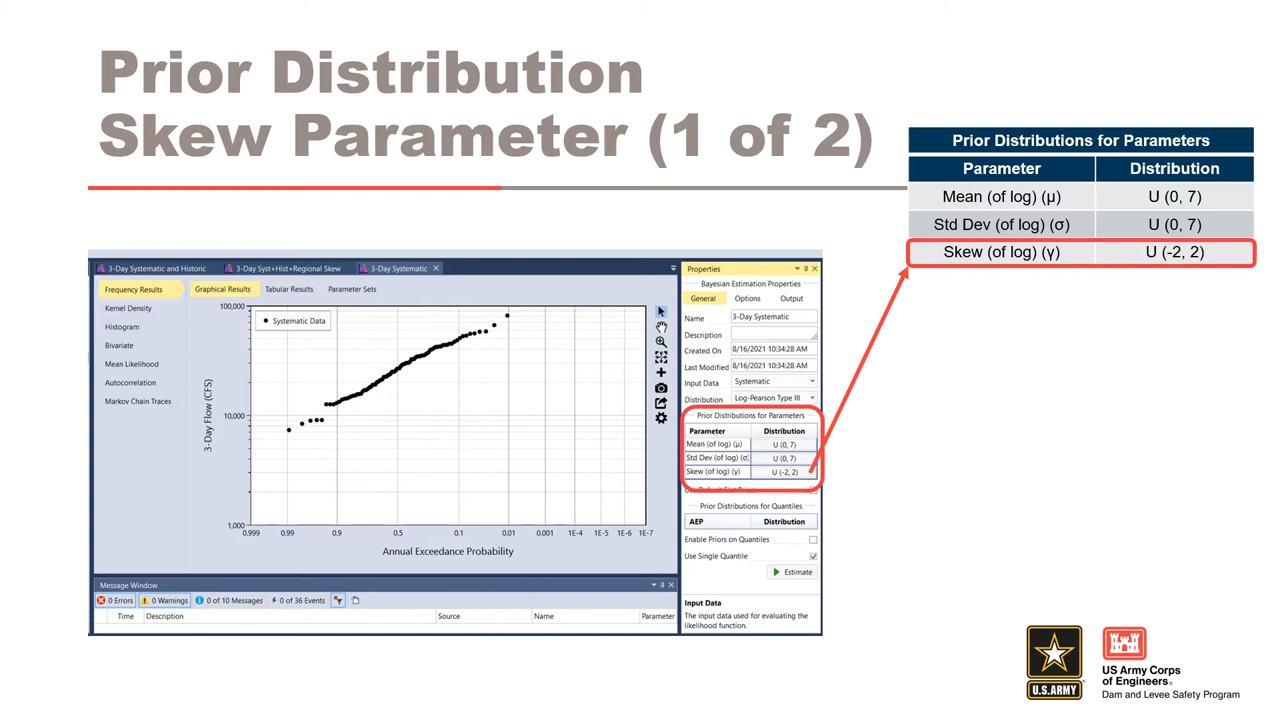 Prior Distribution
Skew Parameter (1 of 2)
Prior Distributions for Parameters
Parameter Distribution
Mean (of log) (μ) U (0, 7)
Std Dev (of log) (σ) U (0, 7)
Skew (of log) (γ) U (-2, 2)
3-Day Systematic and Historic 3-Day Syst+Hist+Regional Skew 3-Day Systematic
Frequency Results
Kernel Density
Histogram
Bivariate
Mean Likelihood
Autocorrelation
Markov Chain Traces
Graphical Results Tabular Results Parameter Sets
Systematic Data
3-Day Flow (CFS)
100,000
10,000
1,000
0.999 0.99 0.9 0.5 0.1 0.01 0.001 1E-4 1E-5 1E-6 1E-7
Annual Exceedance Probability
Properties
Bayesian Estimation Properties
General Options Output
Name 3-Day Systematic
Description
Created On 8/16/2021 10:34:28 AM
Last Modified 8/16/2021 10:34:28 AM
Input Data Systematic
Distribution Log-Pearson Type III
Prior Distributions for Parameters
Parameter Distribution
Mean (of log) (μ) U (0, 7)
Std Dev (of log) (σ) U (0, 7)
Skew (of log) (γ) U (-2, 2)
Prior Distributions for Quantiles
AEP Distribution
Enable Priors on Quantiles
Use Single Quantile
Estimate
Input Data
The input data used for evaluating the
likelihood function.
Message Window
0 Errors 0 Warnings 0 of 10 Messages 0 of 36 Events
Time Description Source Name Parameter
U.S.ARMY
US Army Corps
of Engineers®
Dam and Levee Safety Program